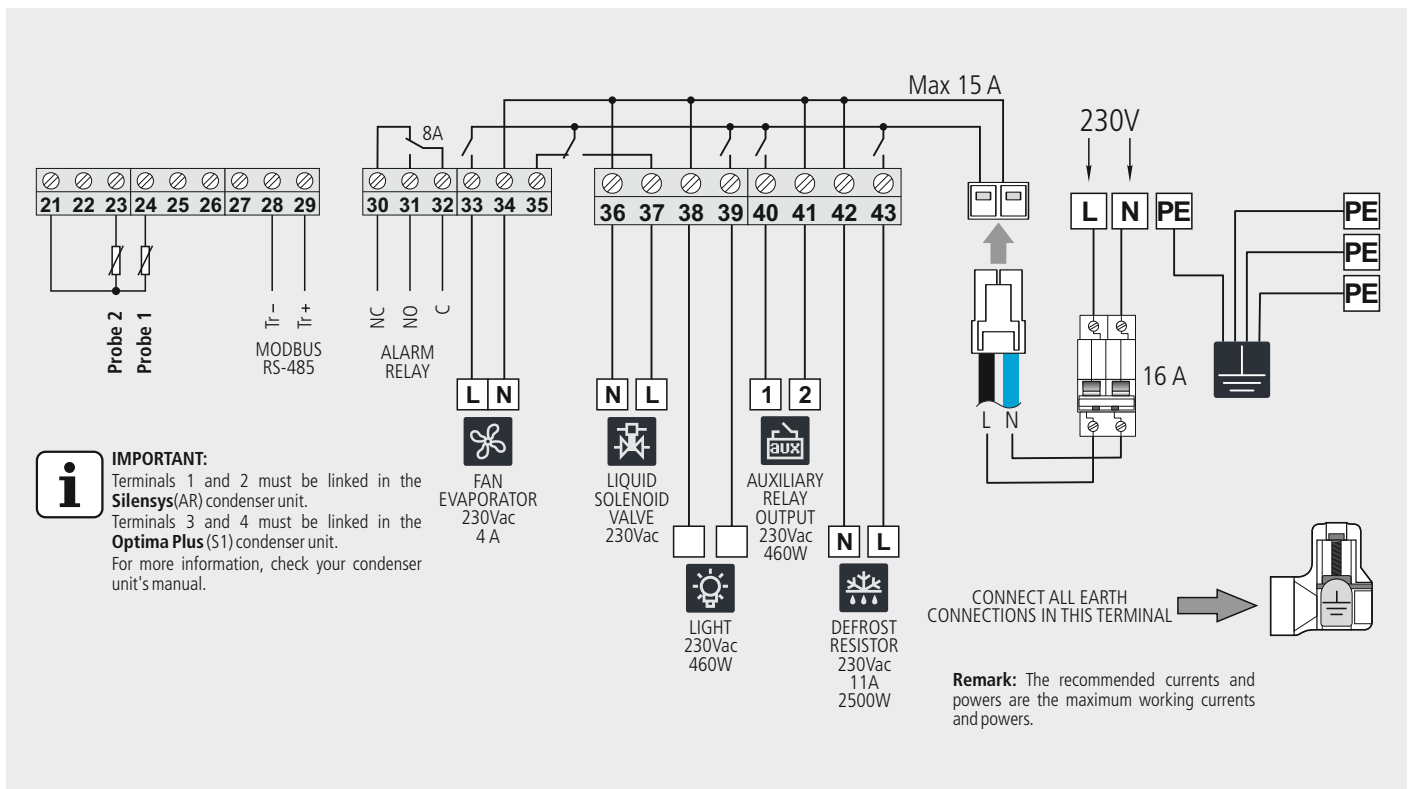 Max 15 A
230V
8A
21 22 23 24 25 26 27 28 29
30 31 32 33 34 35
36 37 38 39 40 41 42 43
L N PE
PE
PE
PE
Probe 2
Probe 1
Tr –
Tr +
MODBUS
RS-485
NC
NO
C
ALARM
RELAY
L N
FAN
EVAPORATOR
230Vac
4 A
N L
LIQUID
SOLENOID
VALVE
230Vac
1 2
aux
AUXILIARY
RELAY
OUTPUT
230Vac
460W
LIGHT
230Vac
460W
N L
DEFROST
RESISTOR
230Vac
11A
2500W
L N
16 A
i
IMPORTANT:
Terminals 1 and 2 must be linked in the
Silensys(AR) condenser unit.
Terminals 3 and 4 must be linked in the
Optima Plus (S1) condenser unit.
For more information, check your condenser
unit's manual.
CONNECT ALL EARTH
CONNECTIONS IN THIS TERMINAL
Remark: The recommended currents and
powers are the maximum working currents
and powers.